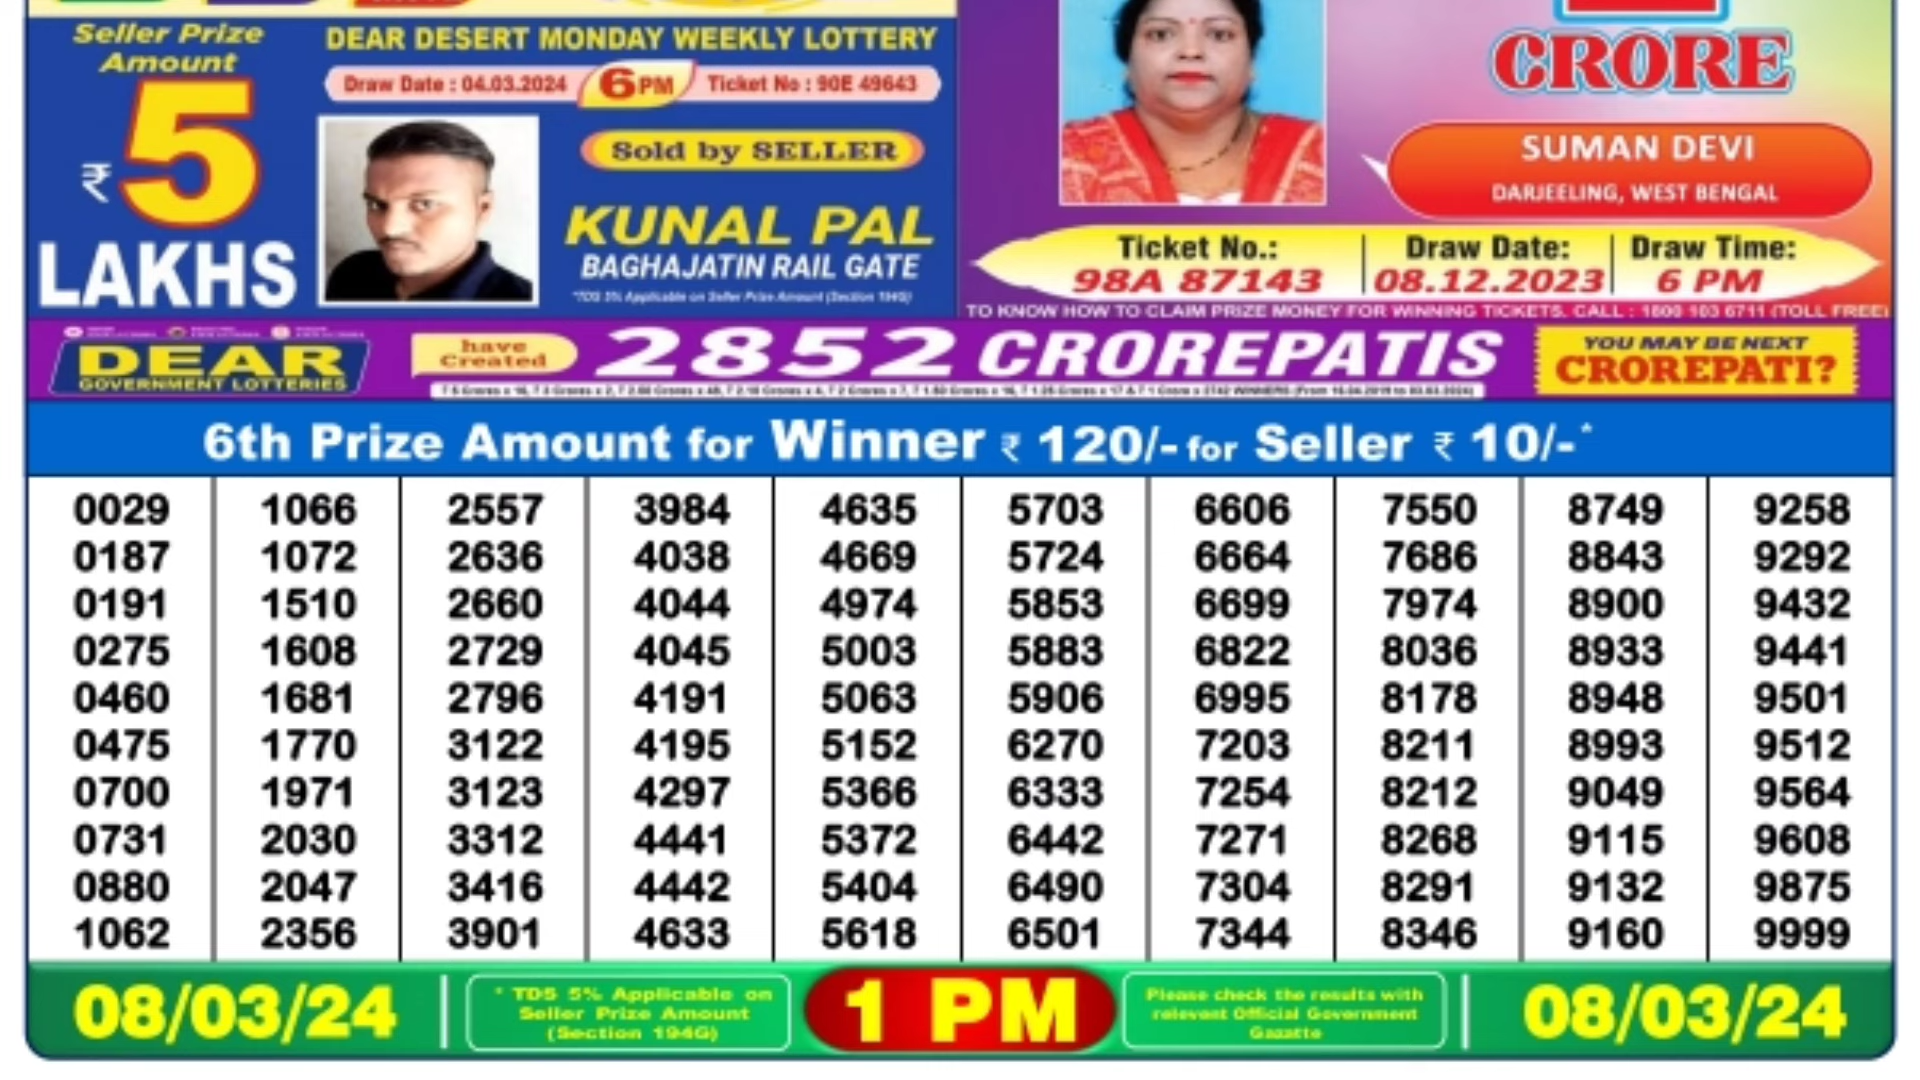 Seller Prize
Amount
₹ 5
LAKHS
DEAR DESERT MONDAY WEEKLY LOTTERY
Draw Date : 04.03.2024 6PM Ticket No : 90E 49643
Sold by SELLER
KUNAL PAL
BAGHAJATIN RAIL GATE
*TDS 5% Applicable on Seller Prize Amount (Section 194G)
CRORE
SUMAN DEVI
DARJEELING, WEST BENGAL
Ticket No.: Draw Date: Draw Time:
98A 87143 08.12.2023 6 PM
TO KNOW HOW TO CLAIM PRIZE MONEY FOR WINNING TICKETS, CALL : 1800 103 6711 (TOLL FREE)
DEAR
GOVERNMENT LOTTERIES
have
Created
2852 CROREPATIS
YOU MAY BE NEXT
CROREPATI?
6th Prize Amount for Winner ₹ 120/- for Seller ₹ 10/-*
0029 1066 2557 3984 4635 5703 6606 7550 8749 9258
0187 1072 2636 4038 4669 5724 6664 7686 8843 9292
0191 1510 2660 4044 4974 5853 6699 7974 8900 9432
0275 1608 2729 4045 5003 5883 6822 8036 8933 9441
0460 1681 2796 4191 5063 5906 6995 8178 8948 9501
0475 1770 3122 4195 5152 6270 7203 8211 8993 9512
0700 1971 3123 4297 5366 6333 7254 8212 9049 9564
0731 2030 3312 4441 5372 6442 7271 8268 9115 9608
0880 2047 3416 4442 5404 6490 7304 8291 9132 9875
1062 2356 3901 4633 5618 6501 7344 8346 9160 9999
08/03/24
* TDS 5% Applicable on
Seller Prize Amount
(Section 194G)
1 PM
Please check the results with
relevent Official Government
Gazatte
08/03/24